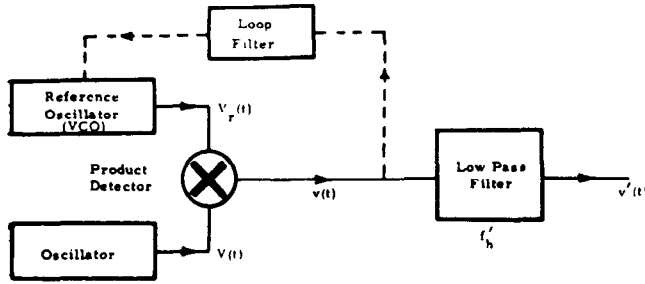 Loop
Filter
Reference
Oscillator
(VCO)
V_r(t)
Product
Detector
v(t)
Low Pass
Filter
v'(t)
f_h'
Oscillator
V(t)